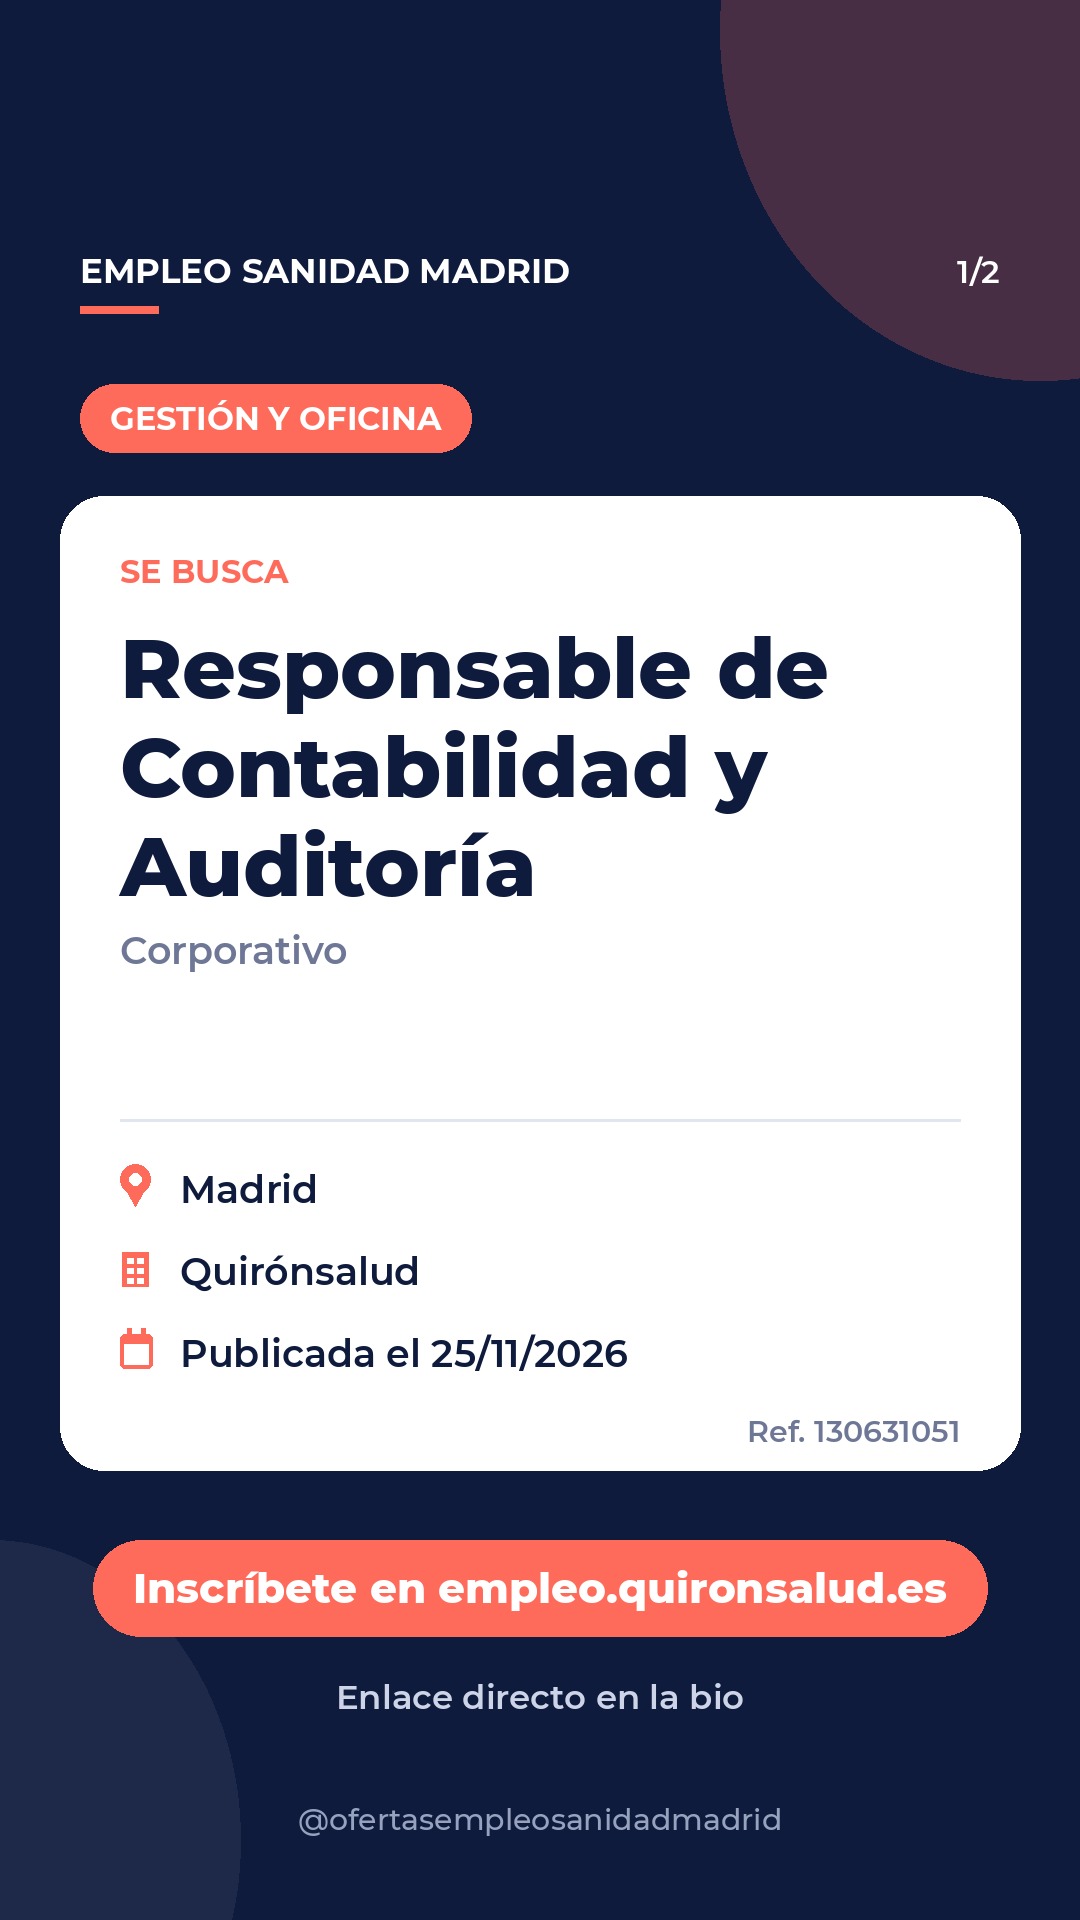 EMPLEO SANIDAD MADRID
1/2
GESTIÓN Y OFICINA
SE BUSCA
Responsable de
Contabilidad y
Auditoría
Corporativo
Madrid
Quirónsalud
Publicada el 25/11/2026
Ref. 130631051
Inscríbete en empleo.quironsalud.es
Enlace directo en la bio
@ofertasempleosanidadmadrid